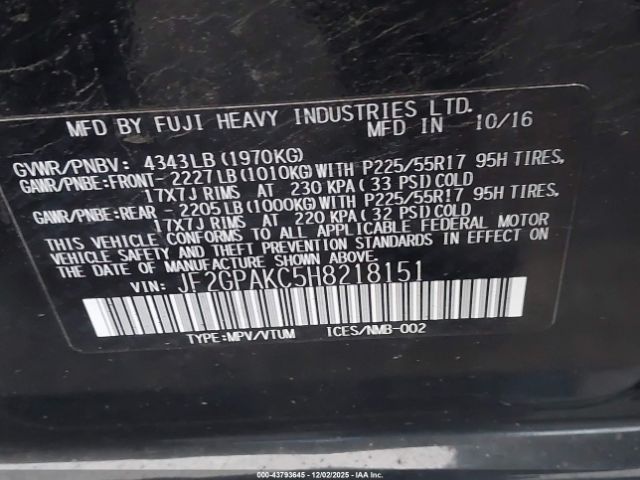 MFD BY FUJI HEAVY INDUSTRIES LTD.
MFD IN 10/16
GVWR/PNBV: 4343LB(1970KG)
GAWR/PNBE:FRONT-2227LB(1010KG)WITH P225/55R17 95H TIRES,
17X7J RIMS AT 230 KPA(33 PSI)COLD
GAWR/PNBE:REAR -2205LB(1000KG)WITH P225/55R17 95H TIRES,
17X7J RIMS AT 220 KPA(32 PSI)COLD
THIS VEHICLE CONFORMS TO ALL APPLICABLE FEDERAL MOTOR
VEHICLE SAFETY AND THEFT PREVENTION STANDARDS IN EFFECT ON
THE DATE OF MANUFACTURE SHOWN ABOVE.
VIN: JF2GPAKC5H8218151
TYPE:MPV/VTUM ICES/NMB-002
000-43793645 - 12/02/2025 - IAA Inc.